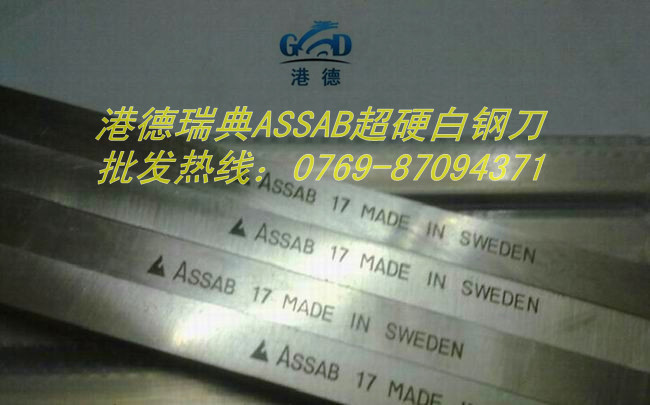 GD
港德
港德瑞典ASSAB超硬白钢刀
批发热线：0769-87094371
ASSAB 17 MADE IN SWEDEN
ASSAB 17 MADE IN SWEDEN
ASSAB 17 MADE IN SWEDEN
ASSAB 17 MADE IN